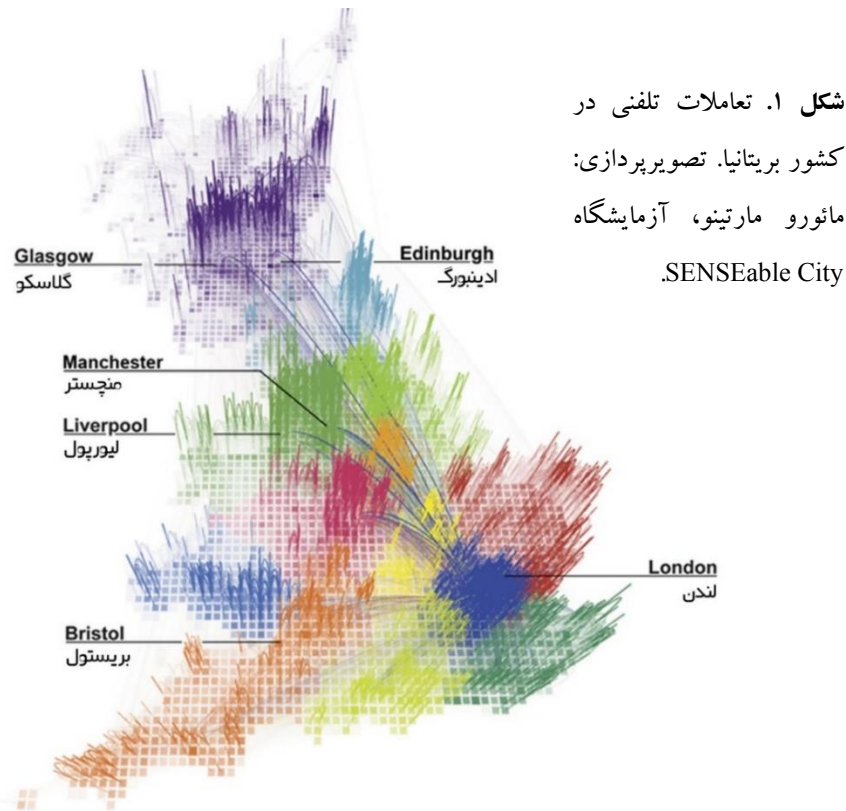 شکل ۱. تعاملات تلفنی در
کشور بریتانیا. تصویرپردازی:
مائورو مارتینو، آزمایشگاه
SENSEable City.
Glasgow
گلاسکو
Edinburgh
ادینبورگ
Manchester
منچستر
Liverpool
لیورپول
London
لندن
Bristol
بریستول